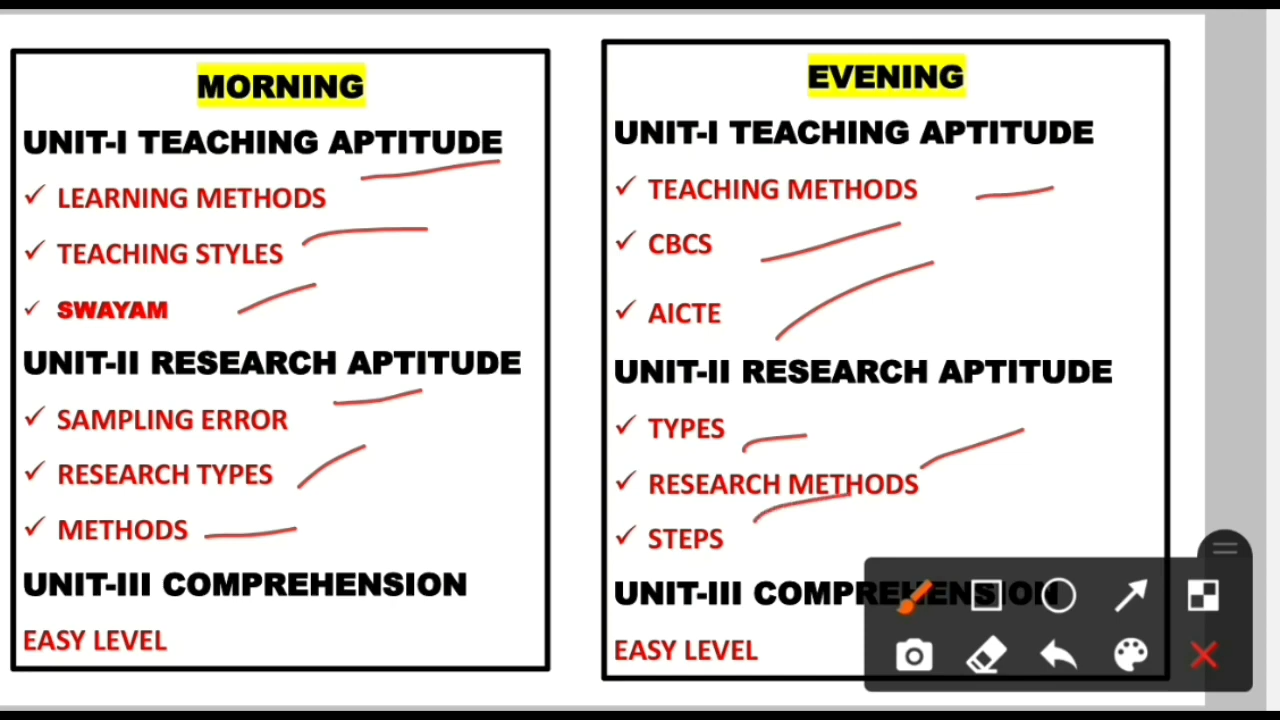 MORNING
UNIT-I TEACHING APTITUDE
LEARNING METHODS
TEACHING STYLES
SWAYAM
UNIT-II RESEARCH APTITUDE
SAMPLING ERROR
RESEARCH TYPES
METHODS
UNIT-III COMPREHENSION
EASY LEVEL
EVENING
UNIT-I TEACHING APTITUDE
TEACHING METHODS
CBCS
AICTE
UNIT-II RESEARCH APTITUDE
TYPES
RESEARCH METHODS
STEPS
UNIT-III COMPREHENSION
EASY LEVEL